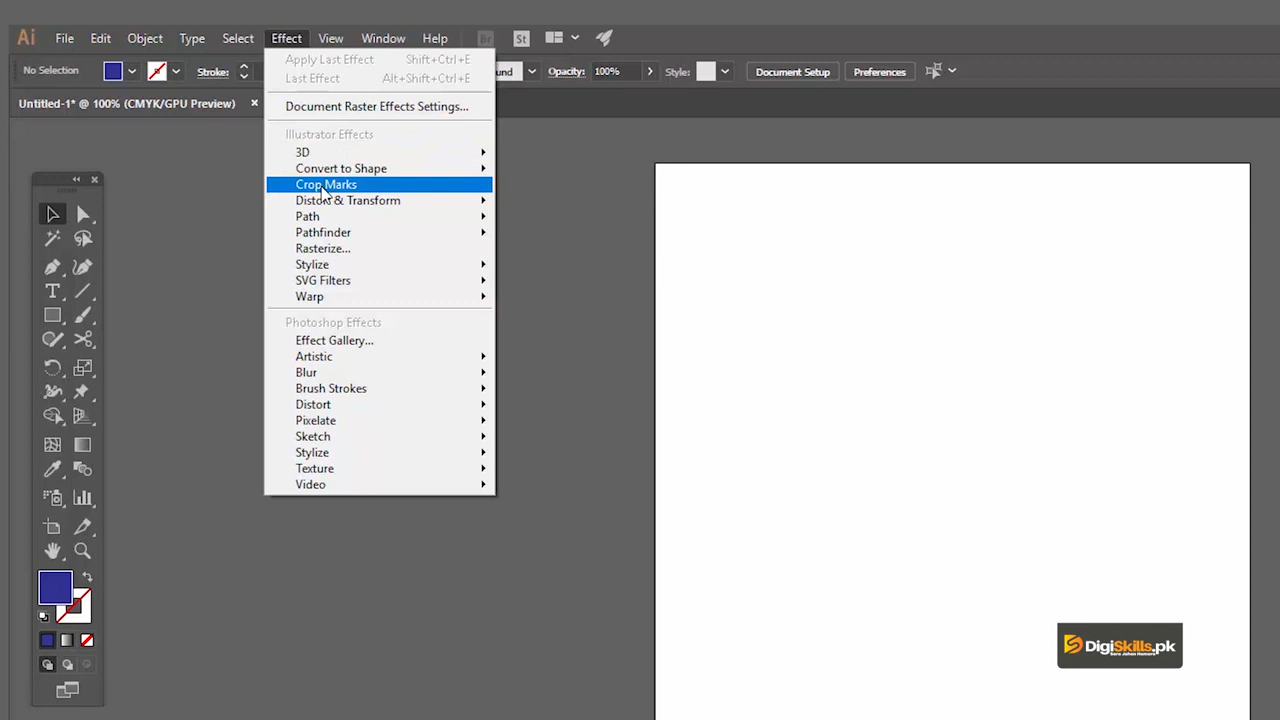 Ai File Edit Object Type Select Effect View Window Help Br St
No Selection Stroke: und Opacity: 100% Style: Document Setup Preferences
Untitled-1* @ 100% (CMYK/GPU Preview)
Apply Last Effect Shift+Ctrl+E
Last Effect Alt+Shift+Ctrl+E
Document Raster Effects Settings...
Illustrator Effects
3D
Convert to Shape
Crop Marks
Distort & Transform
Path
Pathfinder
Rasterize...
Stylize
SVG Filters
Warp
Photoshop Effects
Effect Gallery...
Artistic
Blur
Brush Strokes
Distort
Pixelate
Sketch
Stylize
Texture
Video
DigiSkills.pk